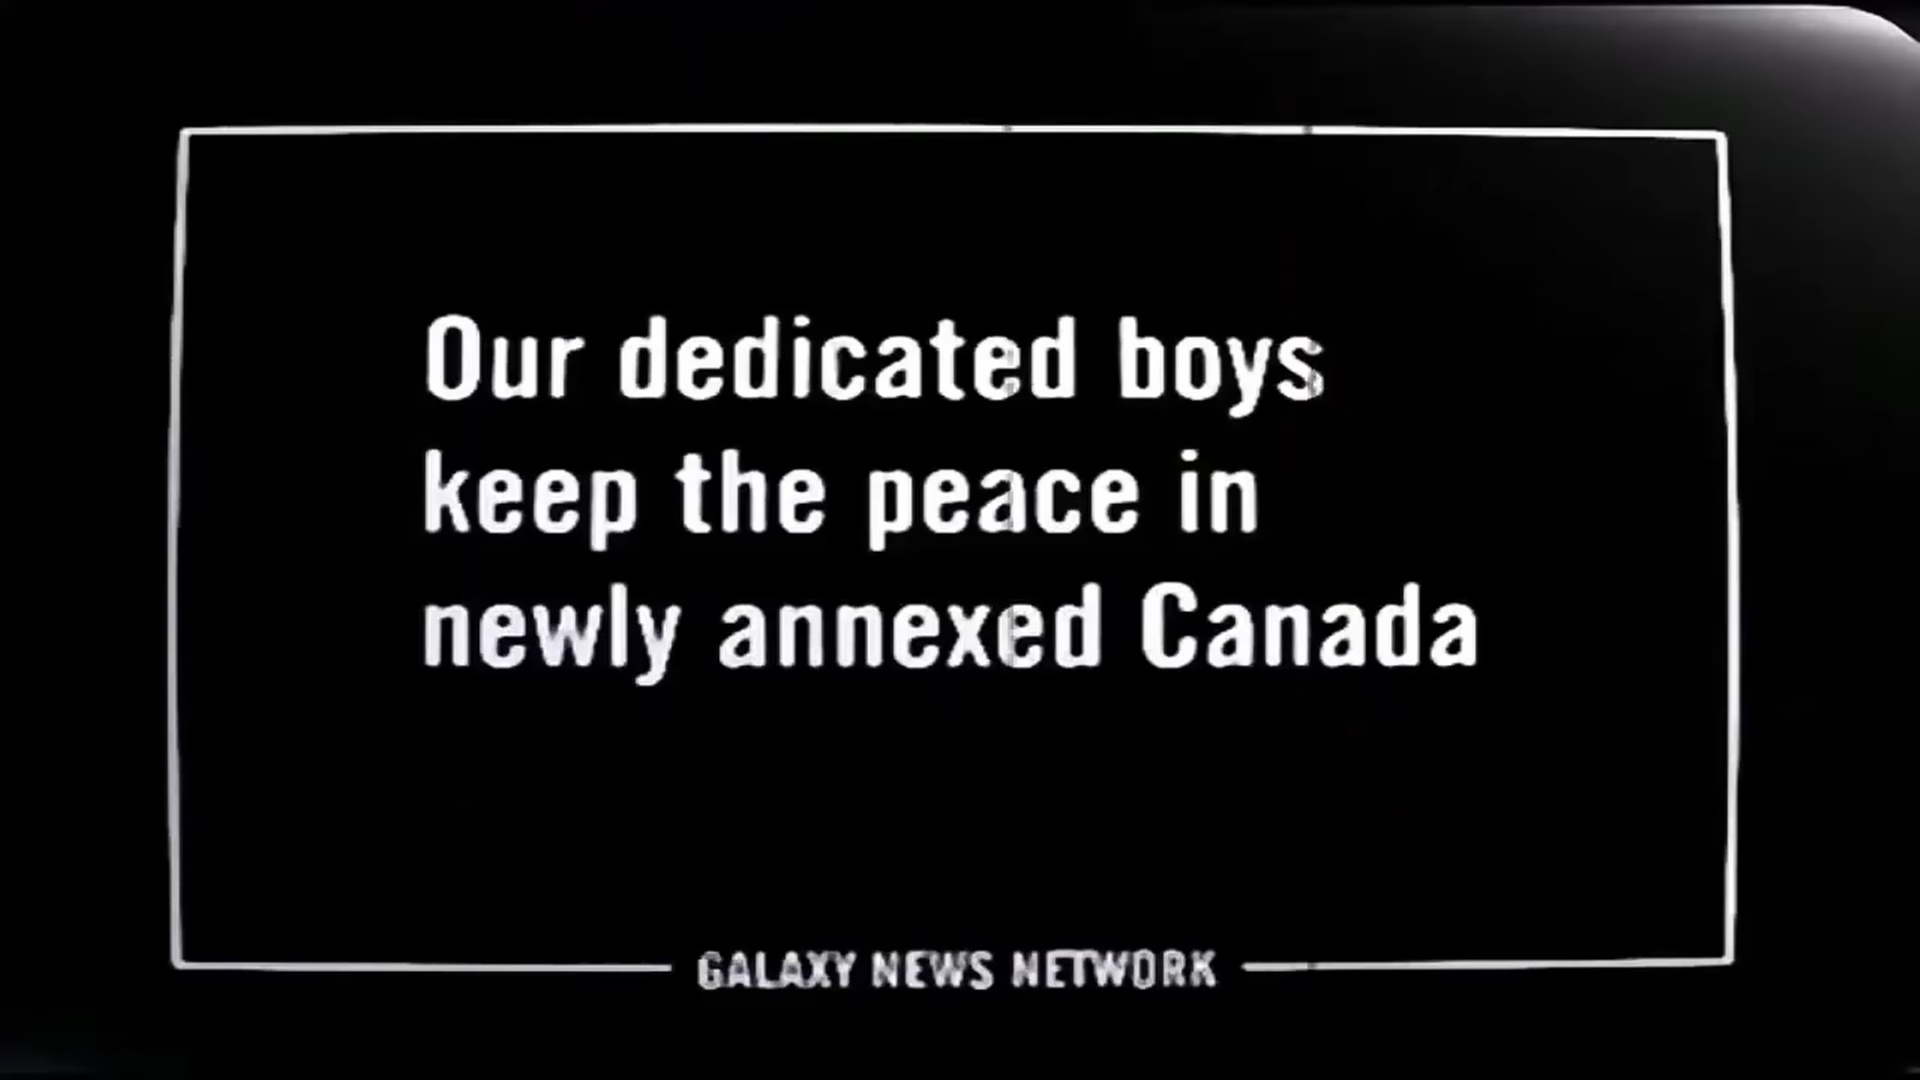 Our dedicated boys
keep the peace in
newly annexed Canada
GALAXY NEWS NETWORK